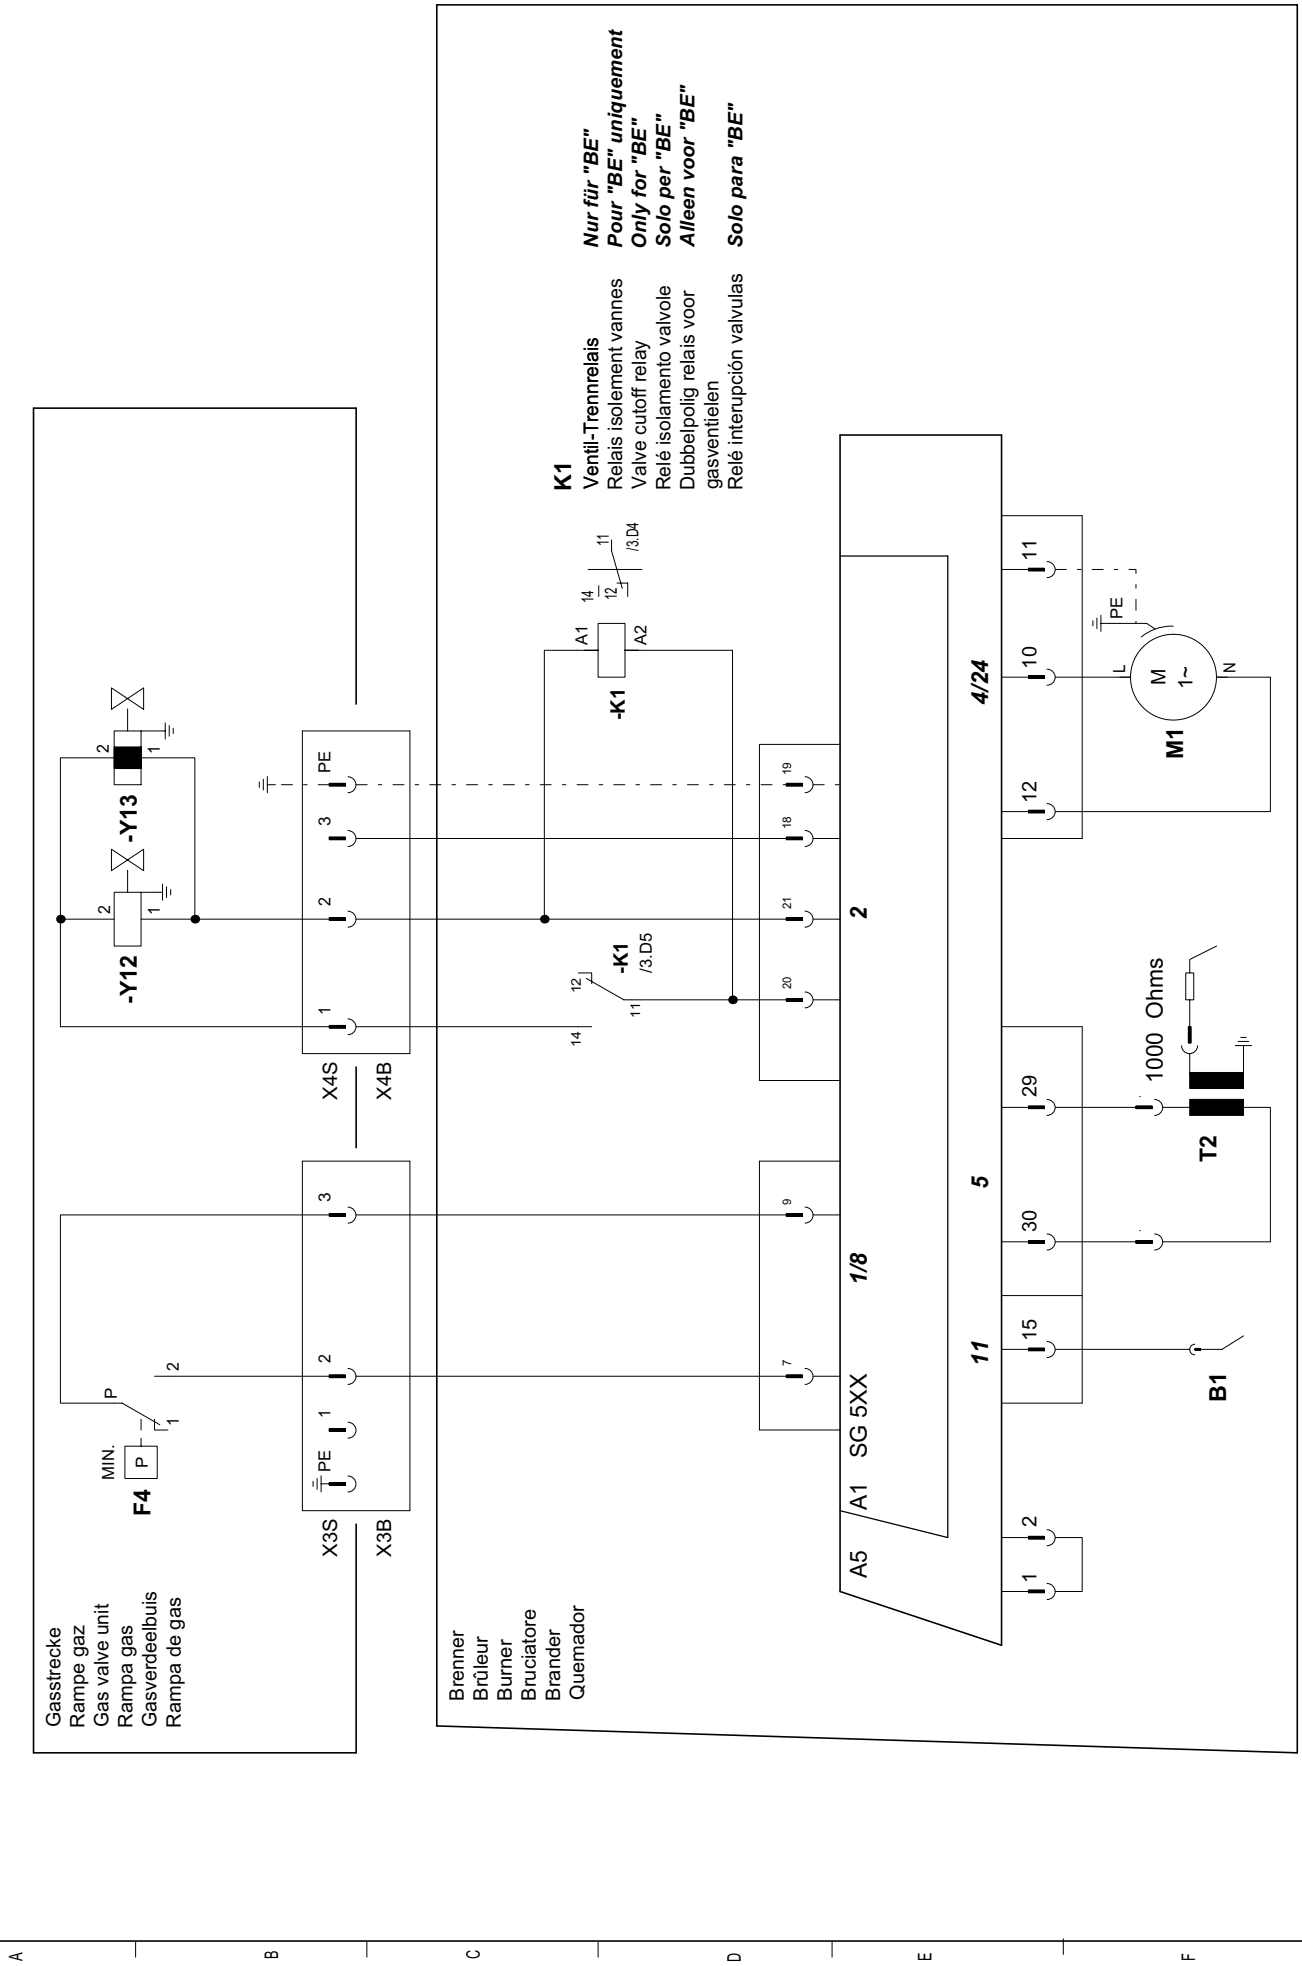 Gasstrecke
Rampe gaz
Gas valve unit
Rampa gas
Gasverdeelbuis
Rampa de gas
MIN.
P
F4
P
1
2
-Y12
2
1
-Y13
2
1
X3S
X3B
PE
1
2
3
X4S
X4B
1
2
3
PE
Brenner
Brûleur
Burner
Bruciatore
Brander
Quemador
14
12
11
-K1
/3.D5
-K1
A1
A2
14
12
11
/3.D4
K1
Ventil-Trennrelais
Nur für "BE"
Relais isolement vannes
Pour "BE" uniquement
Valve cutoff relay
Only for "BE"
Relé isolamento valvole
Solo per "BE"
Dubbelpolig relais voor
Alleen voor "BE"
gasventielen
Relé interupción valvulas
Solo para "BE"
7
9
20
21
18
19
A5
A1
SG 5XX
1/8
2
11
5
4/24
1
2
15
30
29
12
10
11
B1
T2
1000 Ohms
M1
M
1~
L
N
PE
A
B
C
D
E
F